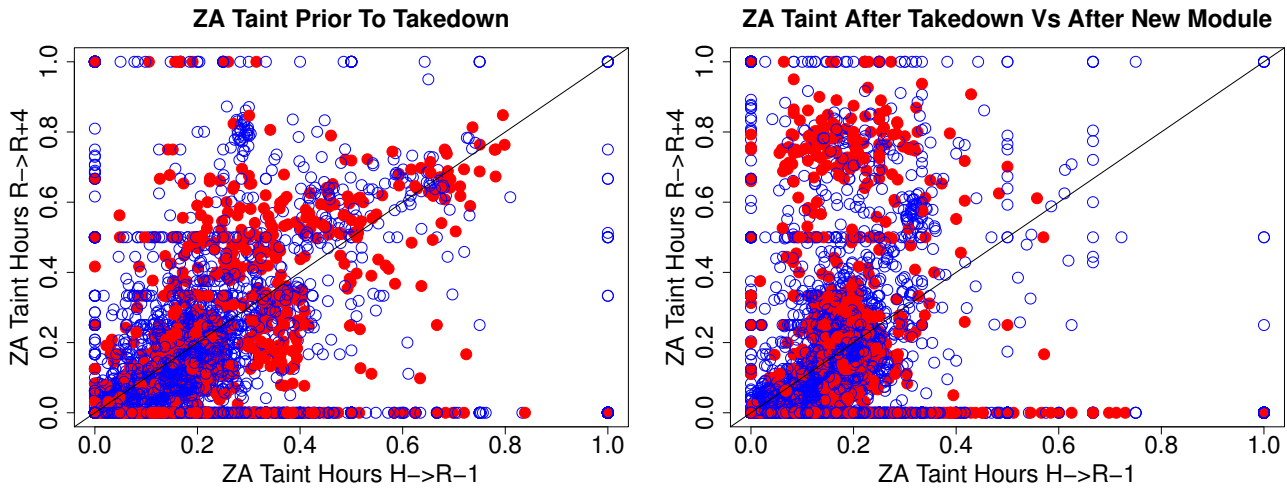 ZA Taint Prior To Takedown
ZA Taint Hours R->R+4
1.0
0.8
0.6
0.4
0.2
0.0
0.0 0.2 0.4 0.6 0.8 1.0
ZA Taint Hours H->R−1
ZA Taint After Takedown Vs After New Module
ZA Taint Hours R->R+4
1.0
0.8
0.6
0.4
0.2
0.0
0.0 0.2 0.4 0.6 0.8 1.0
ZA Taint Hours H->R−1